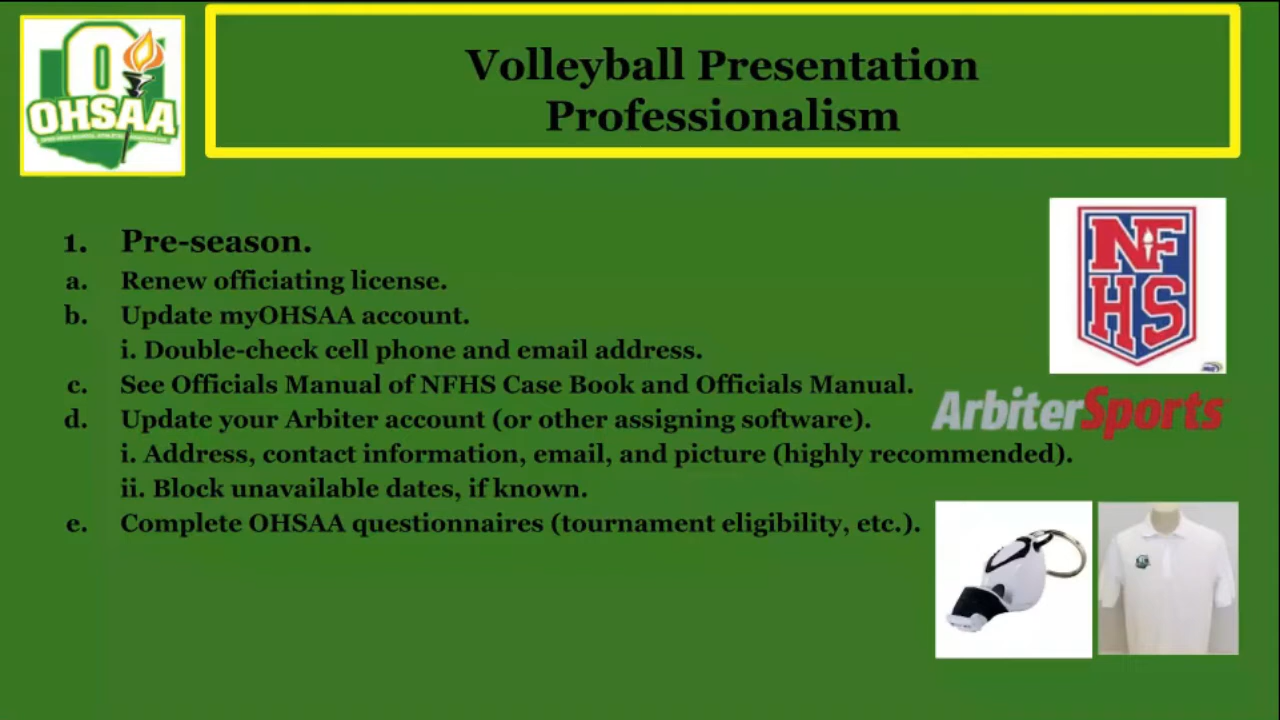 OHSAA
Volleyball Presentation
Professionalism
1. Pre-season.
a. Renew officiating license.
b. Update myOHSAA account.
i. Double-check cell phone and email address.
c. See Officials Manual of NFHS Case Book and Officials Manual.
d. Update your Arbiter account (or other assigning software).
i. Address, contact information, email, and picture (highly recommended).
ii. Block unavailable dates, if known.
e. Complete OHSAA questionnaires (tournament eligibility, etc.).
NF
HS
ArbiterSports